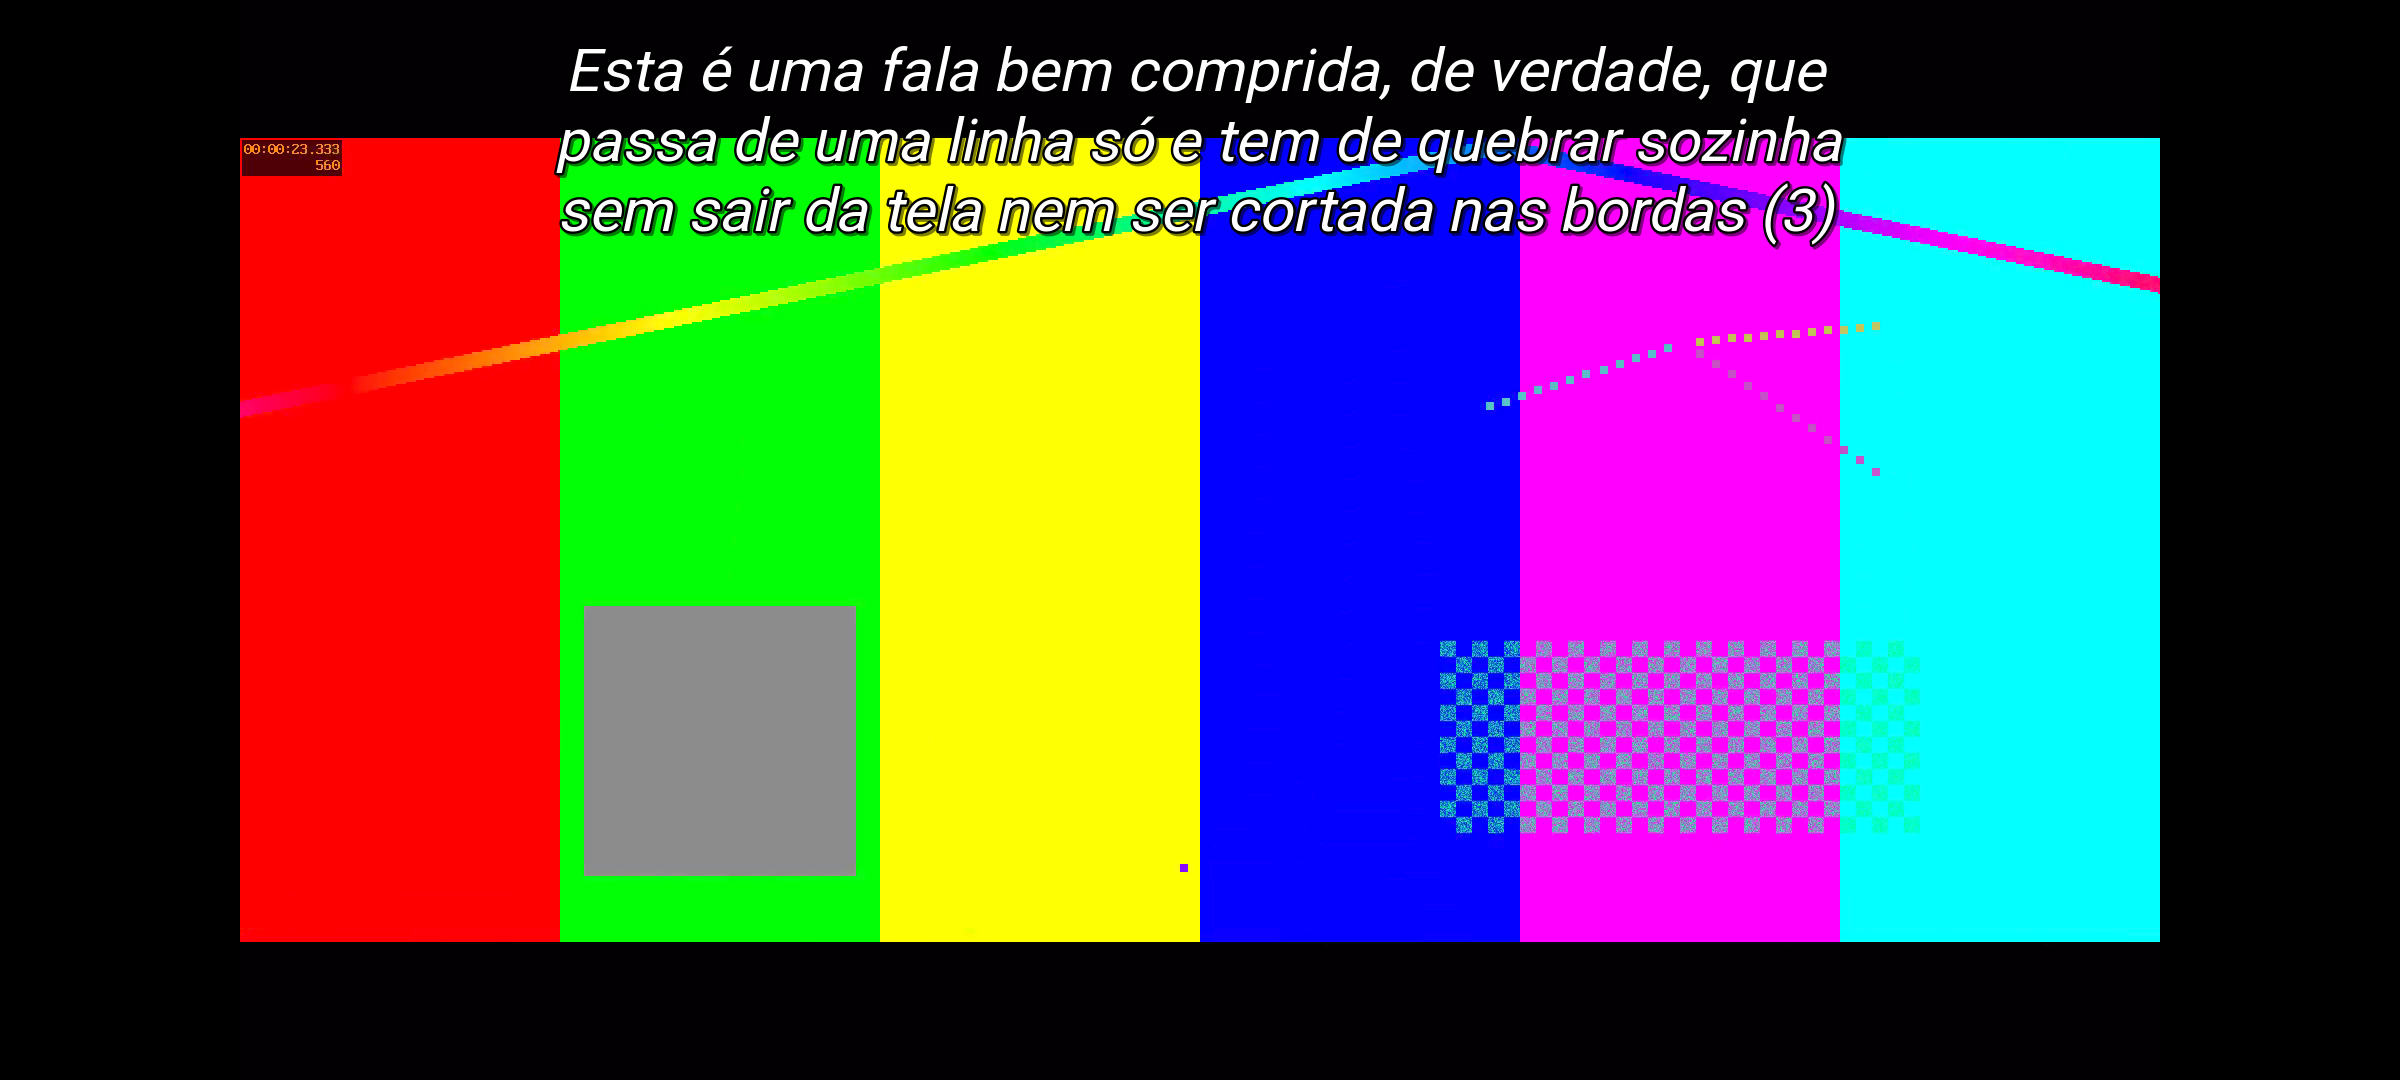 Esta é uma fala bem comprida, de verdade, que
passa de uma linha só e tem de quebrar sozinha
sem sair da tela nem ser cortada nas bordas (3)
00:00:23.333
560